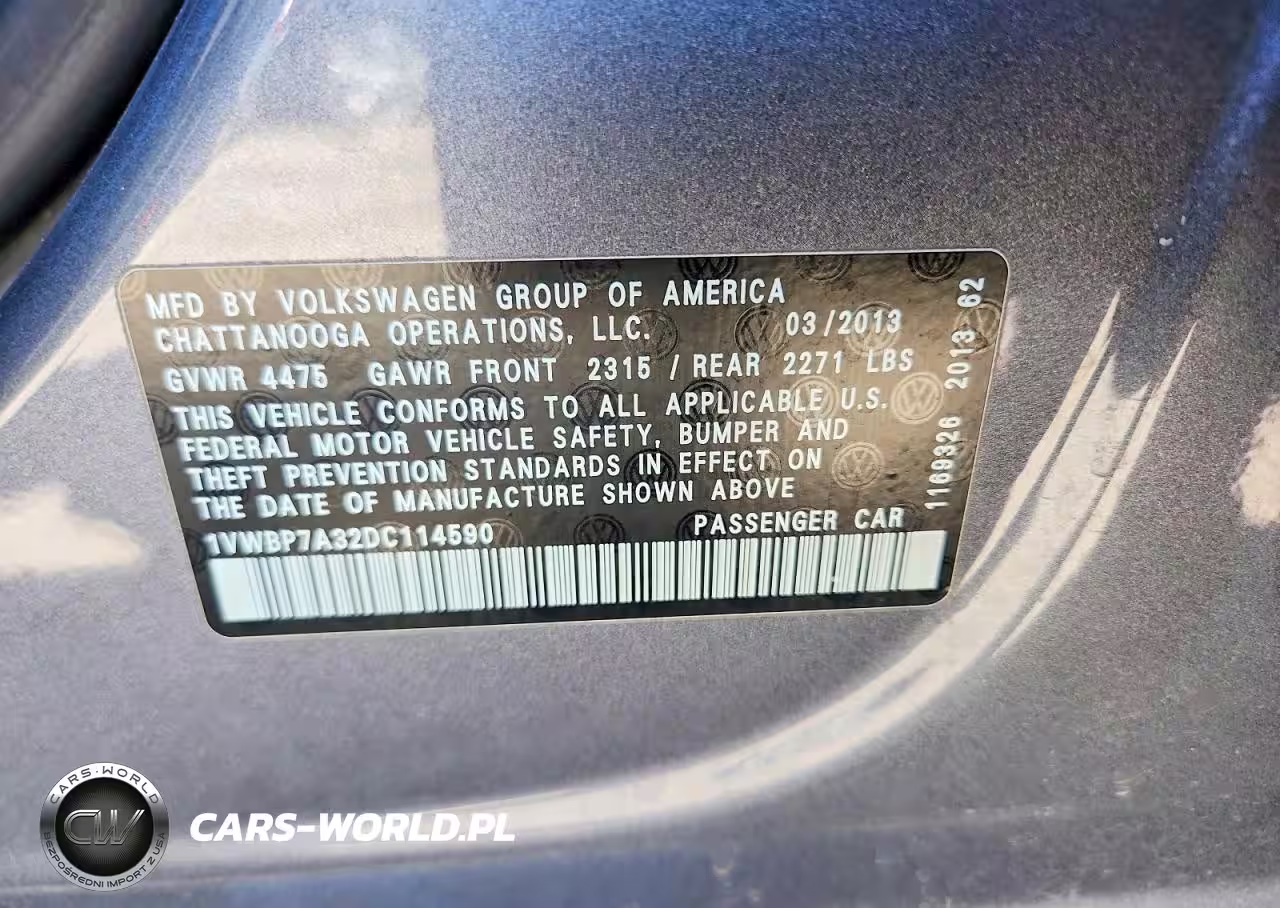 MFD BY VOLKSWAGEN GROUP OF AMERICA
CHATTANOOGA OPERATIONS, LLC. 03/2013
GVWR 4475 GAWR FRONT 2315 / REAR 2271 LBS
THIS VEHICLE CONFORMS TO ALL APPLICABLE U.S.
FEDERAL MOTOR VEHICLE SAFETY, BUMPER AND
THEFT PREVENTION STANDARDS IN EFFECT ON
THE DATE OF MANUFACTURE SHOWN ABOVE
1VWBP7A32DC114590 PASSENGER CAR
1169326 2013 62
CARS-WORLD
CW
BEZPOŚREDNI IMPORT Z USA
CARS-WORLD.PL